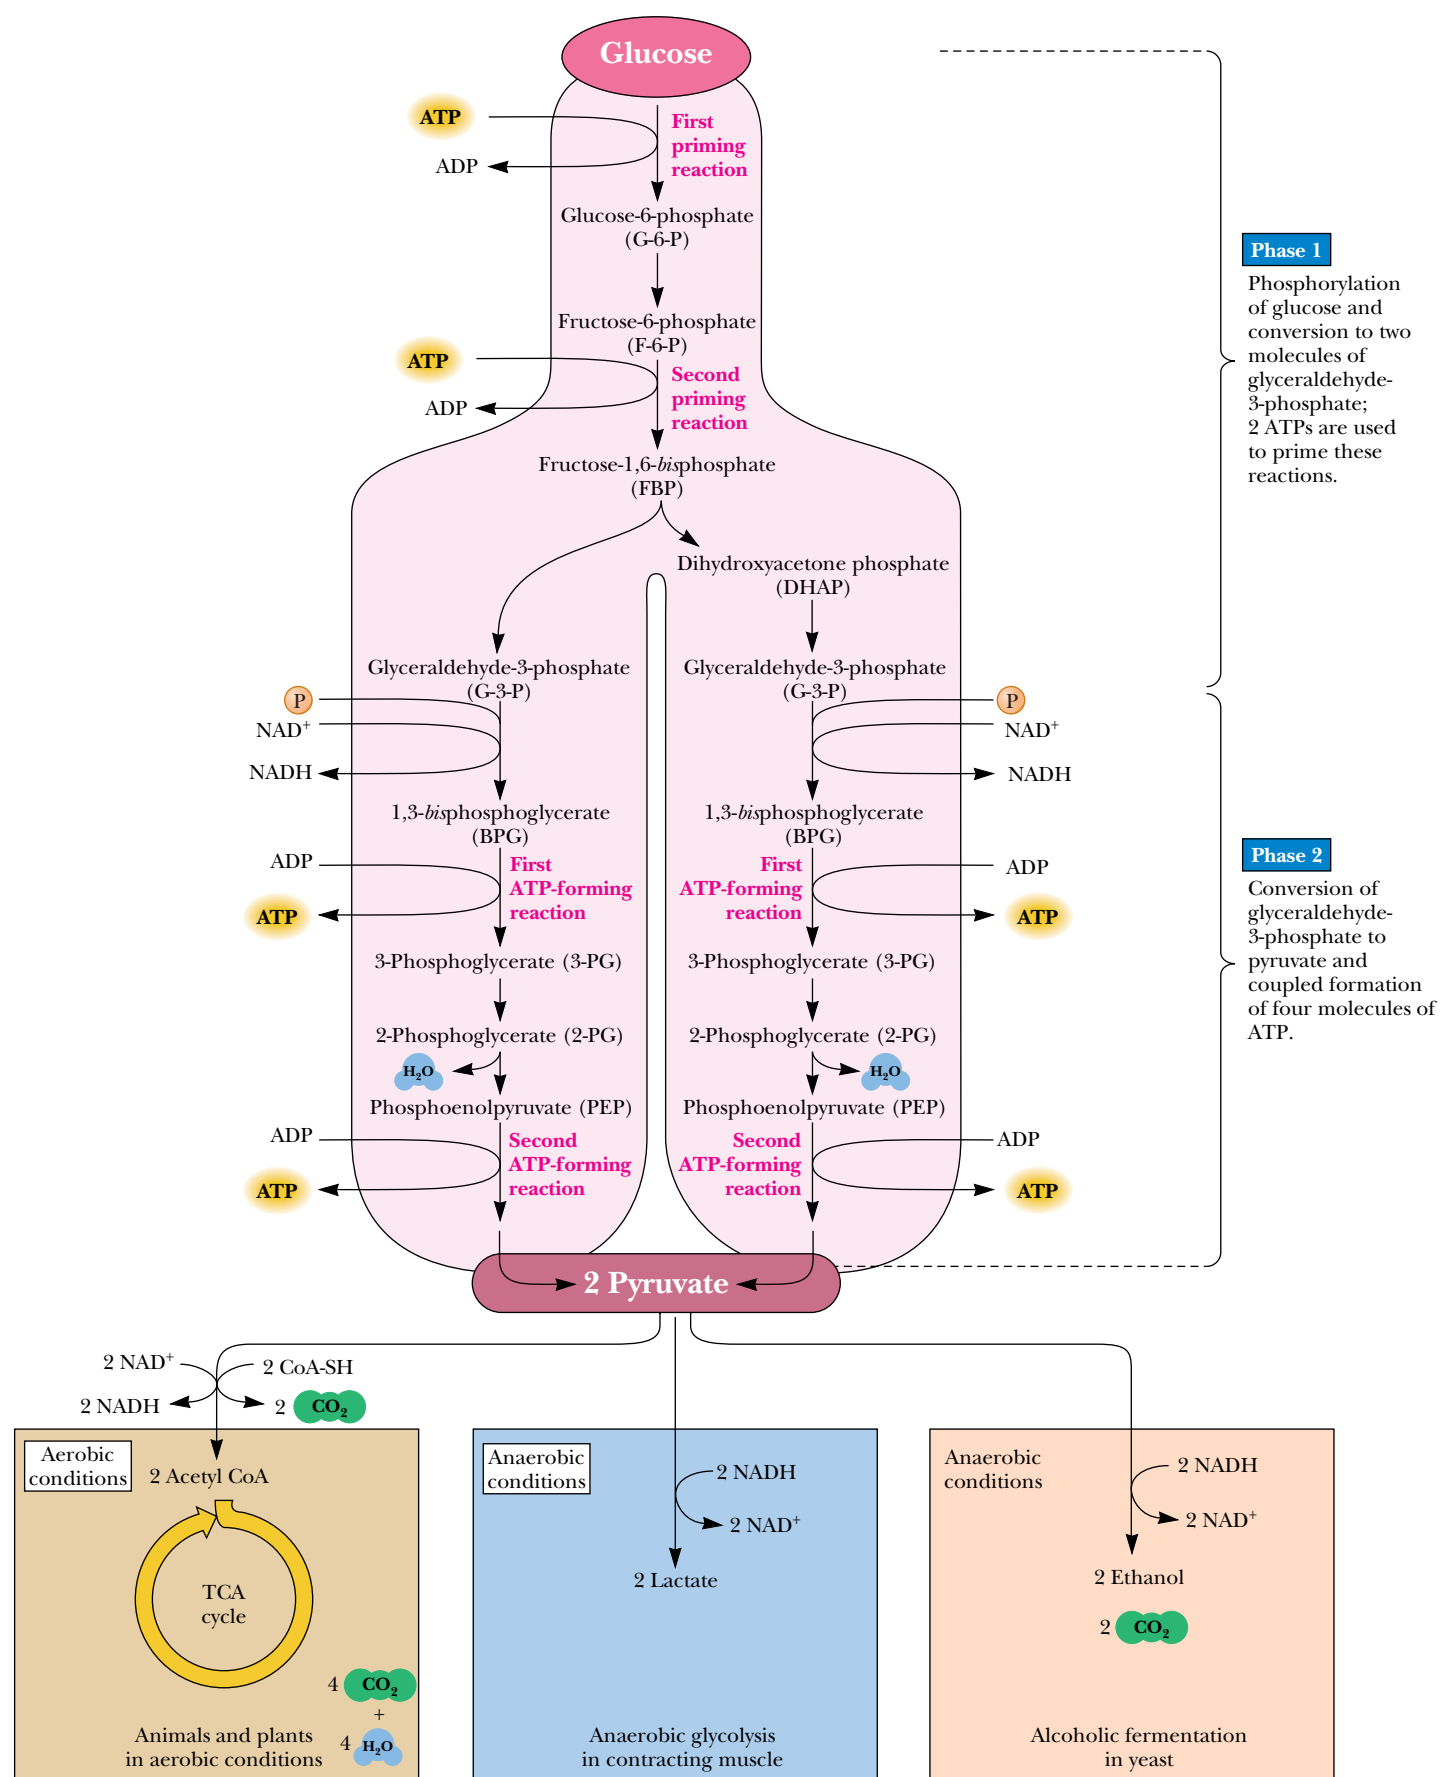 Glucose
ATP
ADP
First
priming
reaction
Glucose-6-phosphate
(G-6-P)
Fructose-6-phosphate
(F-6-P)
ATP
ADP
Second
priming
reaction
Fructose-1,6-bisphosphate
(FBP)
Phase 1
Phosphorylation
of glucose and
conversion to two
molecules of
glyceraldehyde-
3-phosphate;
2 ATPs are used
to prime these
reactions.
Dihydroxyacetone phosphate
(DHAP)
Glyceraldehyde-3-phosphate
(G-3-P)
P
NAD+
NADH
1,3-bisphosphoglycerate
(BPG)
ADP
ATP
First
ATP-forming
reaction
3-Phosphoglycerate (3-PG)
2-Phosphoglycerate (2-PG)
H2O
Phosphoenolpyruvate (PEP)
ADP
ATP
Second
ATP-forming
reaction
Glyceraldehyde-3-phosphate
(G-3-P)
P
NAD+
NADH
1,3-bisphosphoglycerate
(BPG)
First
ATP-forming
reaction
ADP
ATP
3-Phosphoglycerate (3-PG)
2-Phosphoglycerate (2-PG)
H2O
Phosphoenolpyruvate (PEP)
Second
ATP-forming
reaction
ADP
ATP
Phase 2
Conversion of
glyceraldehyde-
3-phosphate to
pyruvate and
coupled formation
of four molecules of
ATP.
2 Pyruvate
2 NAD+
2 CoA-SH
2 NADH
2 CO2
Aerobic
conditions
2 Acetyl CoA
TCA
cycle
4 CO2
+
4 H2O
Animals and plants
in aerobic conditions
Anaerobic
conditions
2 NADH
2 NAD+
2 Lactate
Anaerobic glycolysis
in contracting muscle
Anaerobic
conditions
2 NADH
2 NAD+
2 Ethanol
2 CO2
Alcoholic fermentation
in yeast